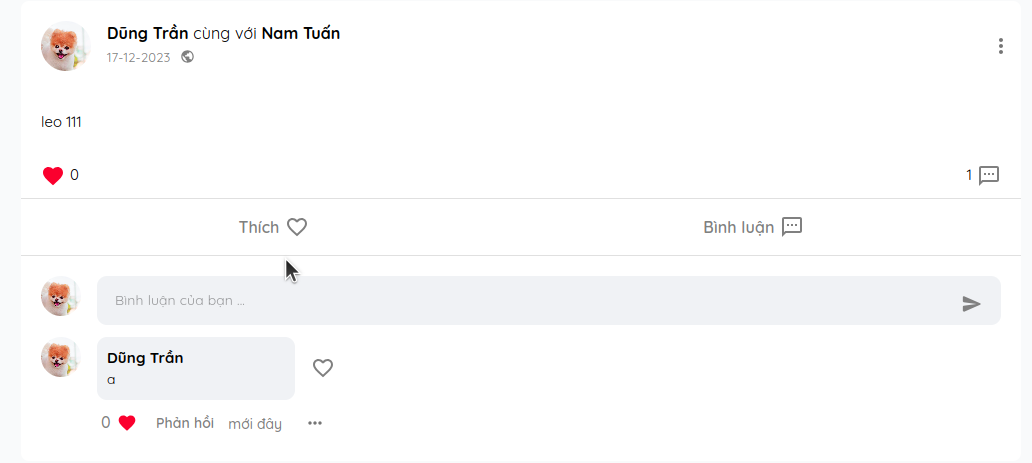 Dũng Trần cùng với Nam Tuấn
17-12-2023
leo 111
0
1
Thích
Bình luận
Bình luận của bạn ...
Dũng Trần
a
0 Phản hồi mới đây